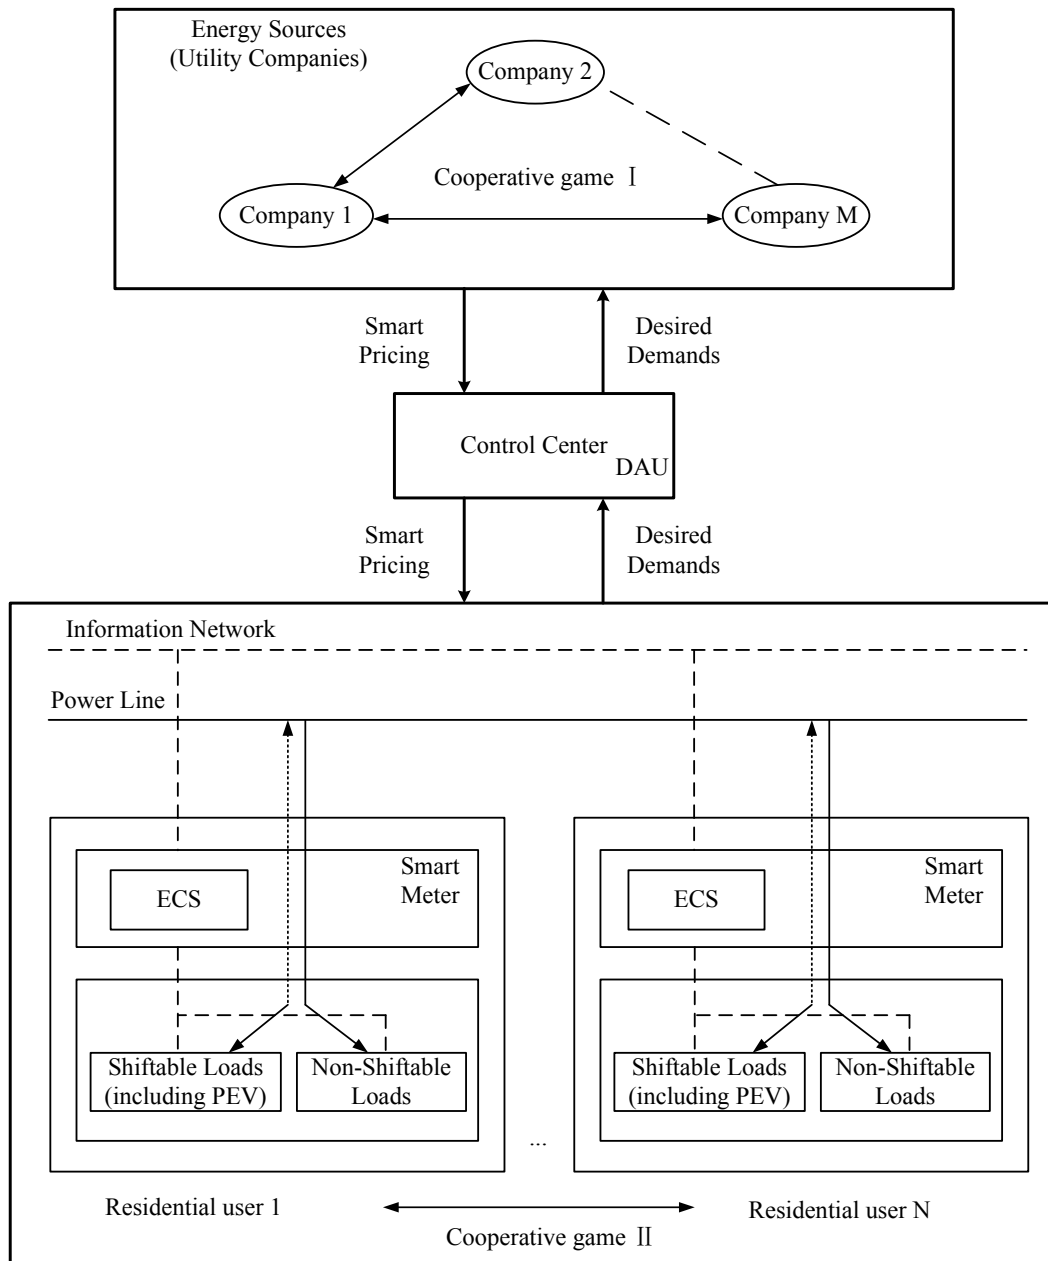 Energy Sources
(Utility Companies)
Company 2
Cooperative game Ⅰ
Company 1
Company M
Smart
Pricing
Desired
Demands
Control Center
DAU
Smart
Pricing
Desired
Demands
Information Network
Power Line
Smart
Meter
ECS
Smart
Meter
ECS
Shiftable Loads
(including PEV)
Non-Shiftable
Loads
Shiftable Loads
(including PEV)
Non-Shiftable
Loads
...
Residential user 1
Residential user N
Cooperative game Ⅱ